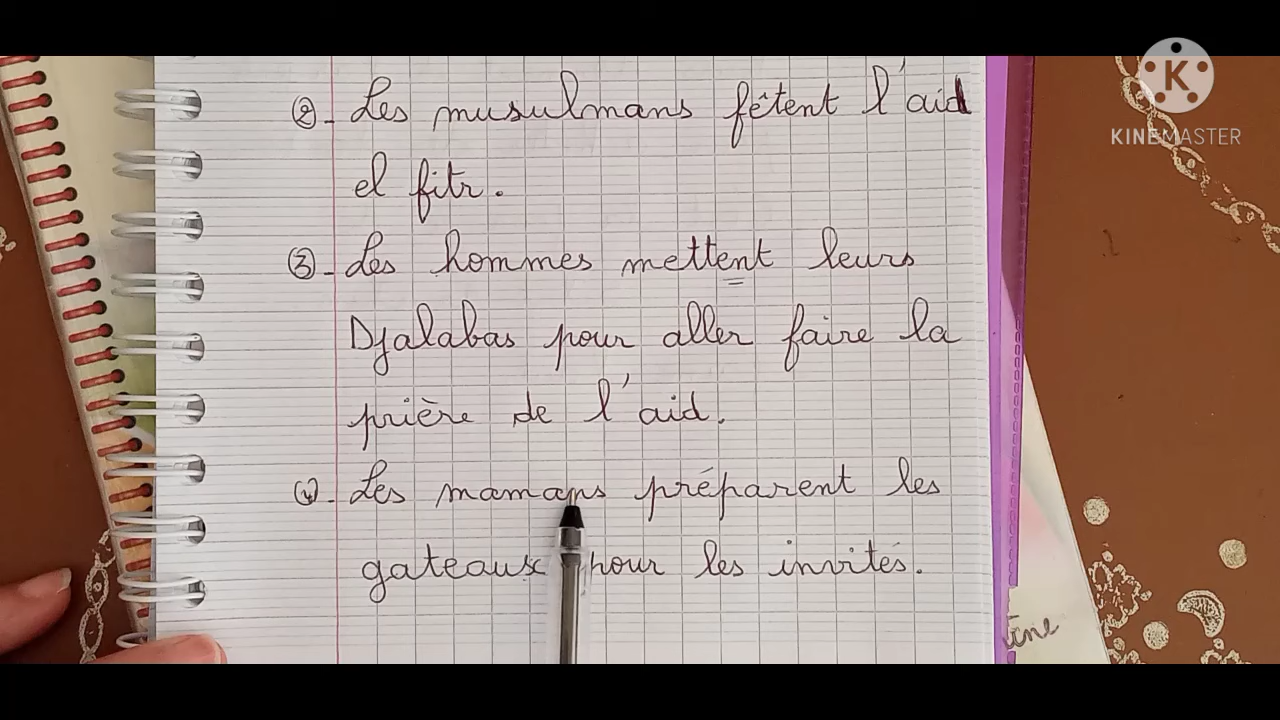 ② - Les musulmans fêtent l'aid
el fitr.
③ - Les hommes mettent leurs
Djalabas pour aller faire la
prière de l'aid.
④ - Les mamans préparent les
gateaux pour les invités.
KINEMASTER